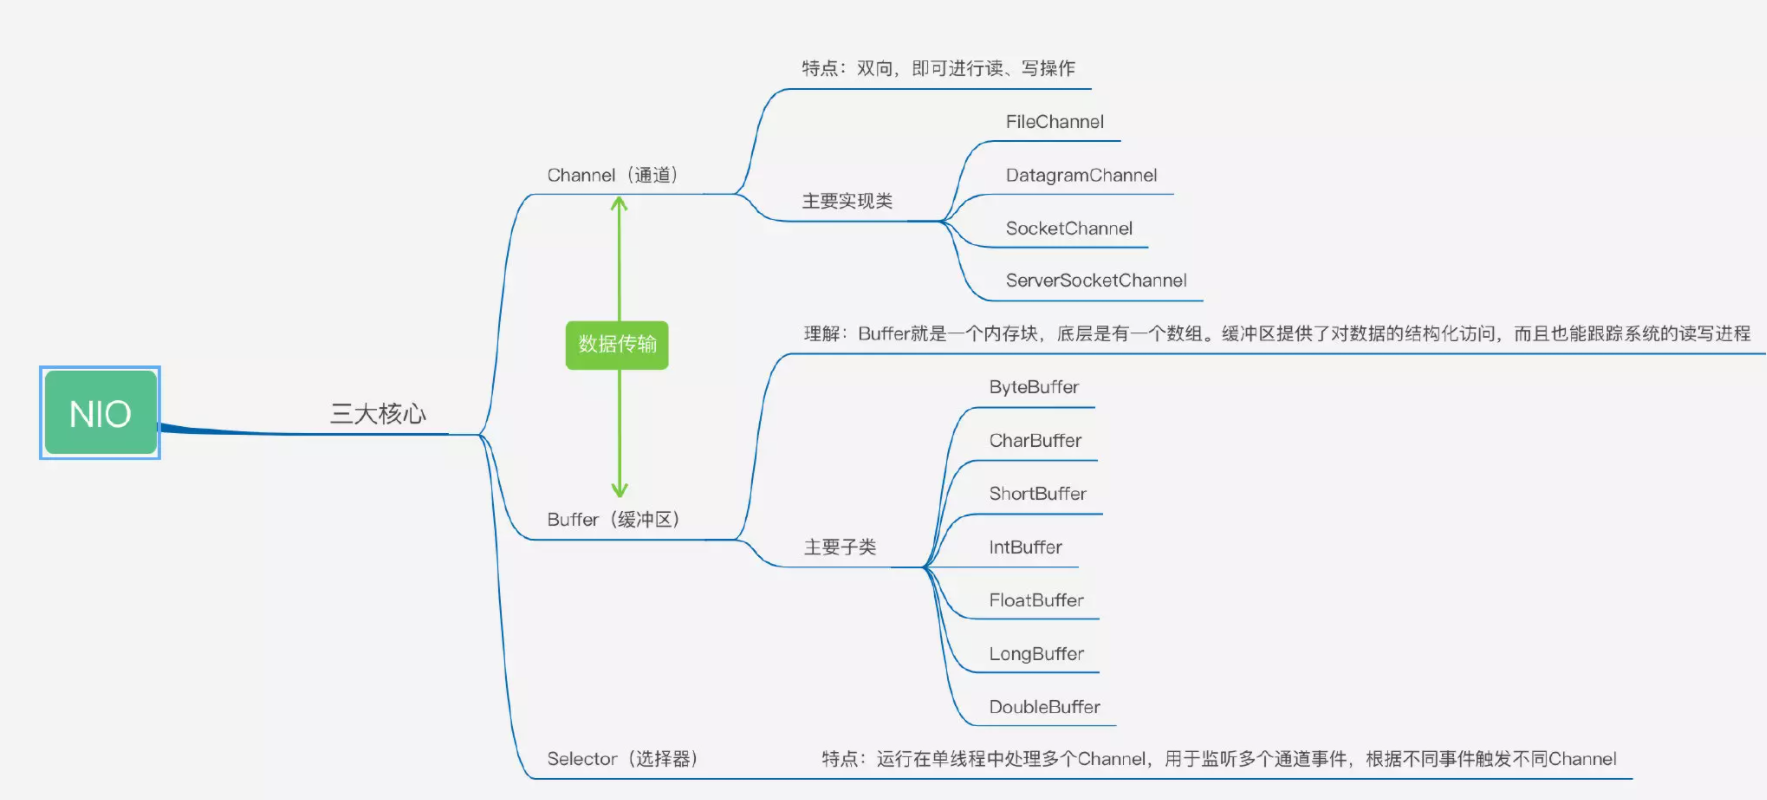 NIO
三大核心
Channel（通道）
特点：双向，即可进行读、写操作
主要实现类
FileChannel
DatagramChannel
SocketChannel
ServerSocketChannel
数据传输
Buffer（缓冲区）
理解：Buffer就是一个内存块，底层是有一个数组。缓冲区提供了对数据的结构化访问，而且也能跟踪系统的读写进程
主要子类
ByteBuffer
CharBuffer
ShortBuffer
IntBuffer
FloatBuffer
LongBuffer
DoubleBuffer
Selector（选择器）
特点：运行在单线程中处理多个Channel，用于监听多个通道事件，根据不同事件触发不同Channel